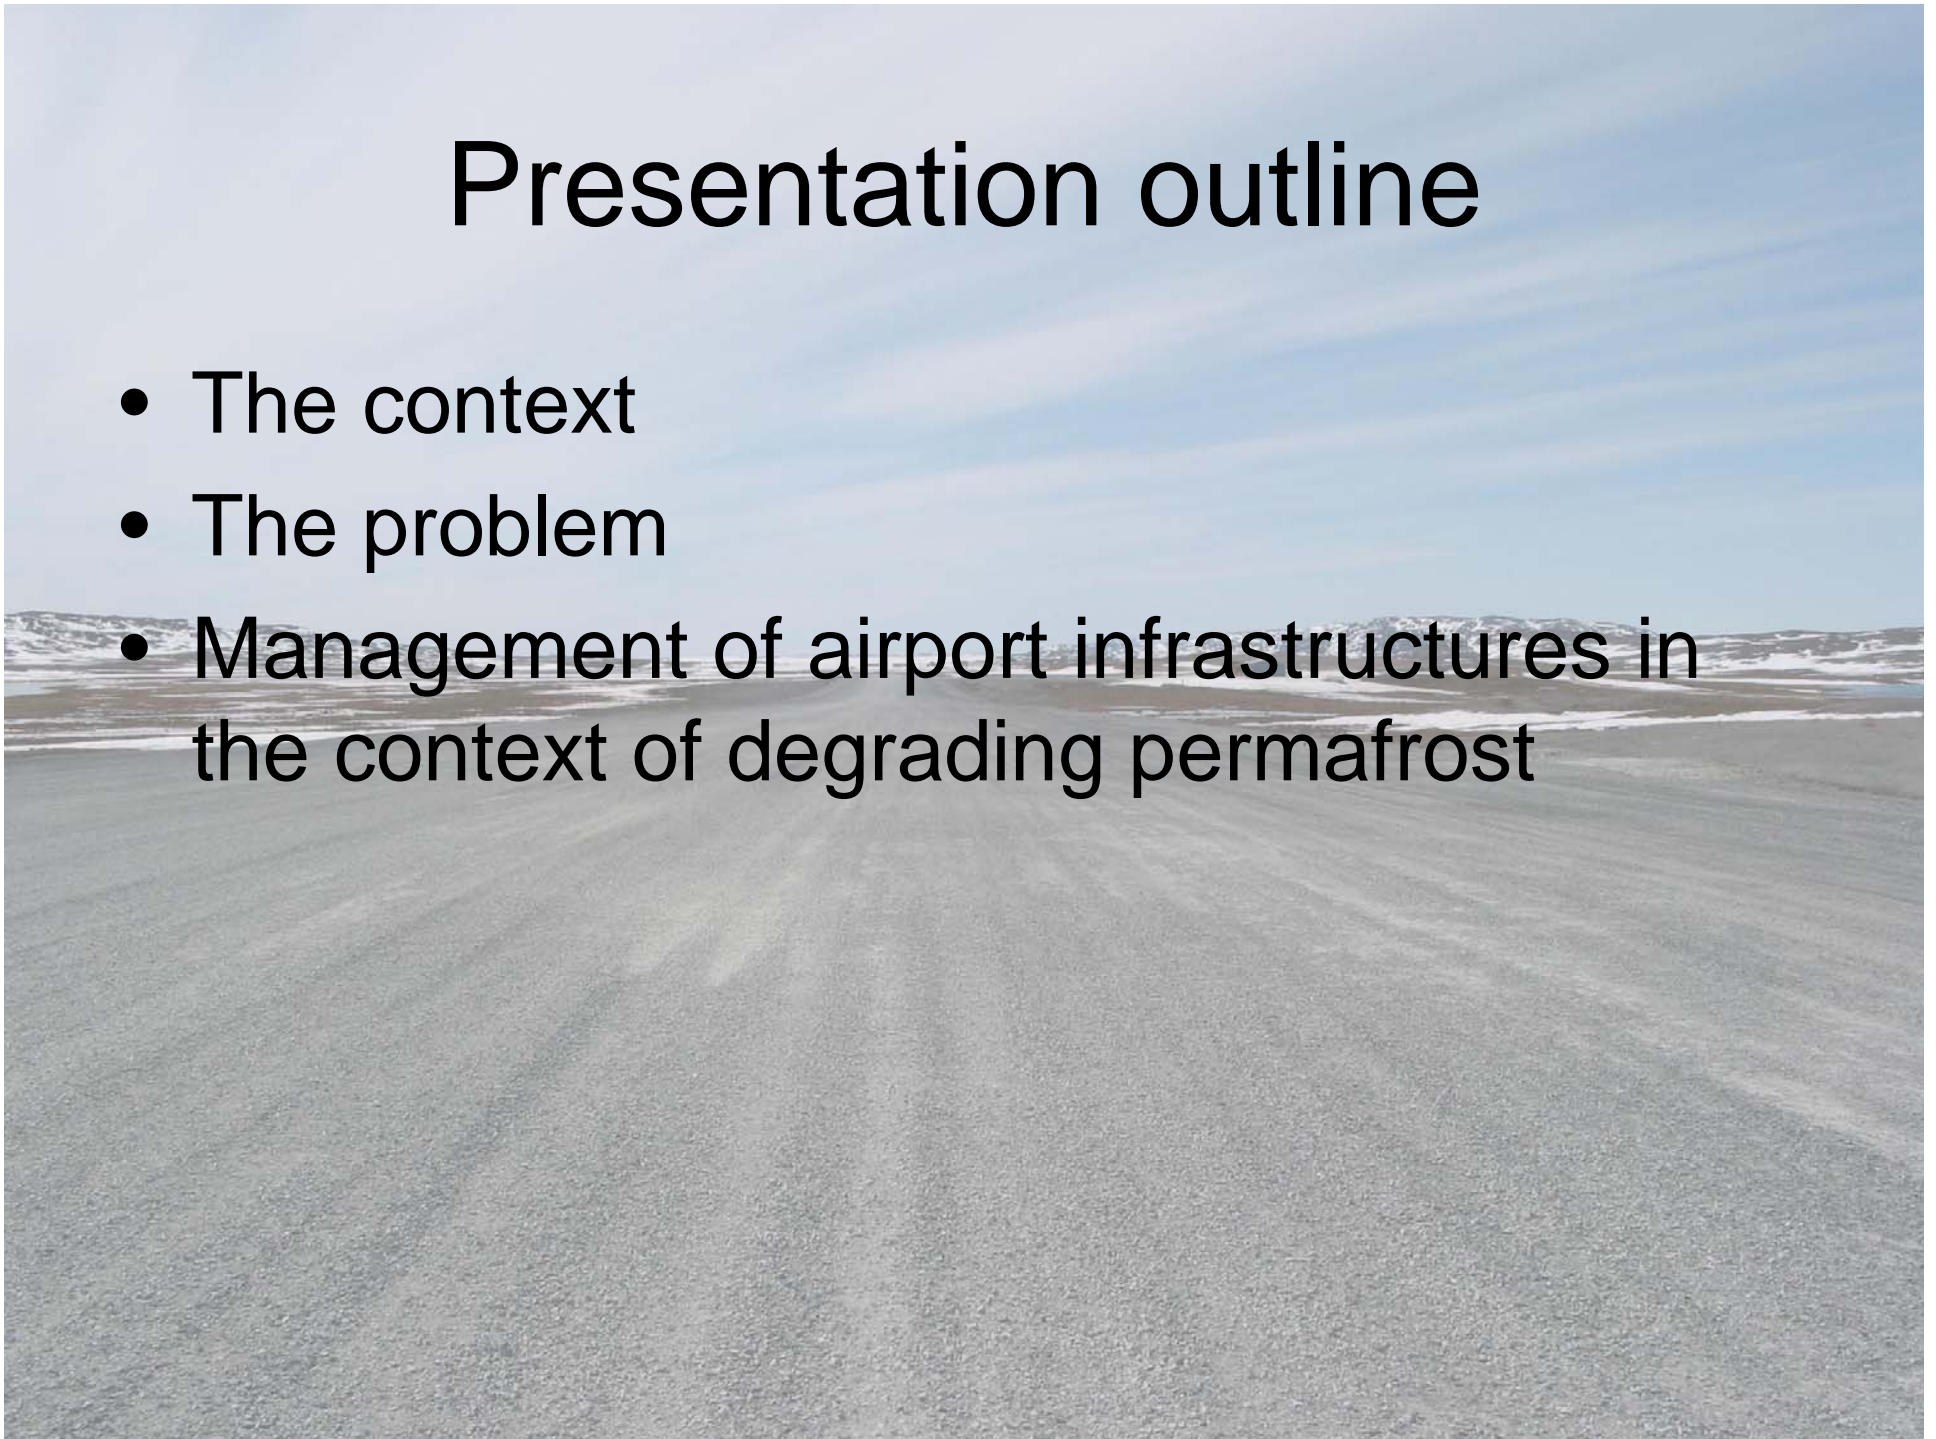 Presentation outline
• The context
• The problem
• Management of airport infrastructures in
the context of degrading permafrost